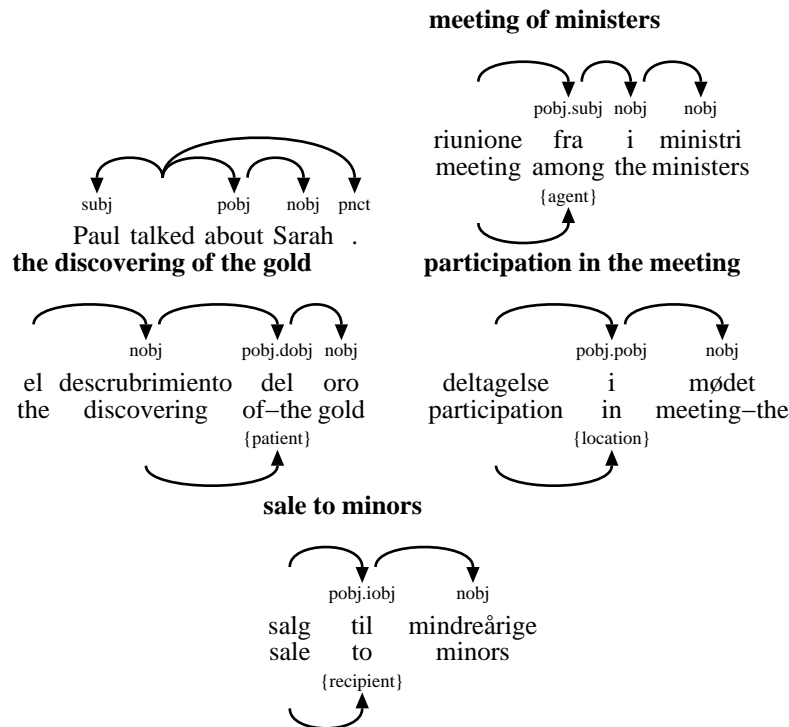 meeting of ministers
pobj.subj nobj nobj
riunione fra i ministri
meeting among the ministers
{agent}
subj pobj nobj pnct
Paul talked about Sarah .
the discovering of the gold
nobj pobj.dobj nobj
el descrubrimiento del oro
the discovering of−the gold
{patient}
participation in the meeting
pobj.pobj nobj
deltagelse i mødet
participation in meeting−the
{location}
sale to minors
pobj.iobj nobj
salg til mindreårige
sale to minors
{recipient}